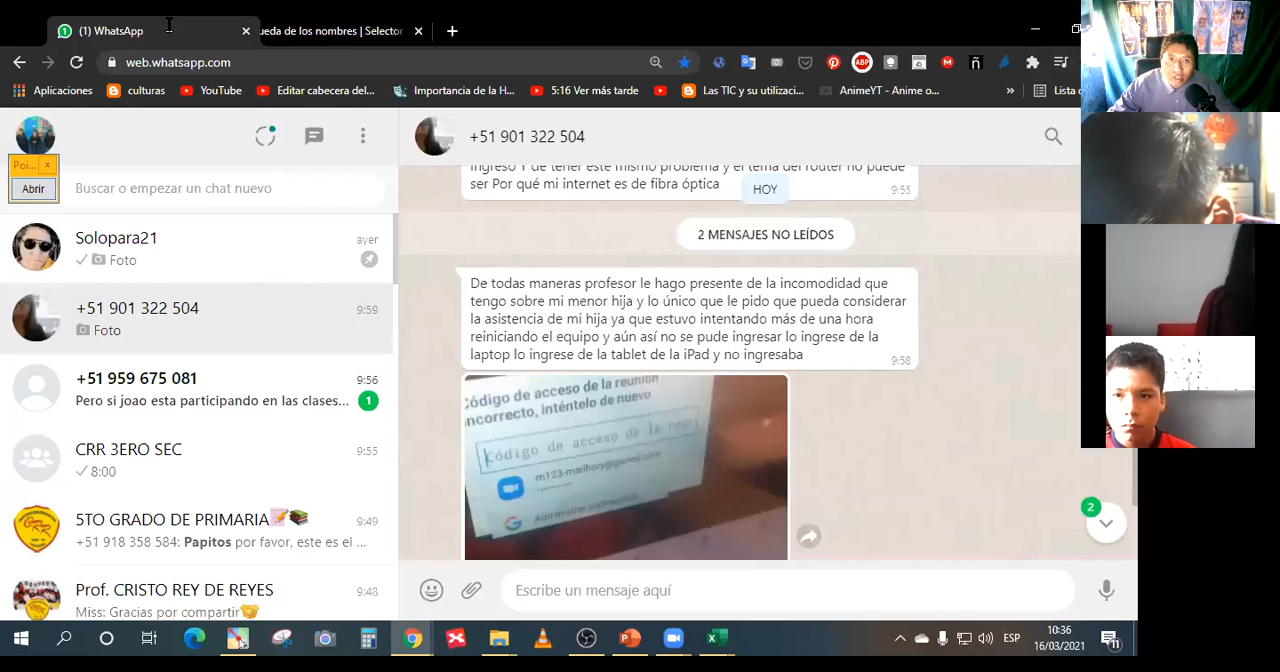 (1) WhatsApp
ueda de los nombres | Selector
web.whatsapp.com
Aplicaciones
culturas
YouTube
Editar cabecera del...
Importancia de la H...
5:16 Ver más tarde
Las TIC y su utilizaci...
AnimeYT - Anime o...
»
Lista
Poi... x
Abrir
Buscar o empezar un chat nuevo
Solopara21
ayer
Foto
+51 901 322 504
9:59
Foto
+51 959 675 081
9:56
Pero si joao esta participando en las clases...
1
CRR 3ERO SEC
9:55
8:00
5TO GRADO DE PRIMARIA
9:49
+51 918 358 584: Papitos por favor, este es el ...
Prof. CRISTO REY DE REYES
9:48
Miss: Gracias por compartir
+51 901 322 504
ingreso Y de tener este mismo problema y el tema del router no puede
ser Por qué mi internet es de fibra óptica
9:55
HOY
2 MENSAJES NO LEÍDOS
De todas maneras profesor le hago presente de la incomodidad que
tengo sobre mi menor hija y lo único que le pido que pueda considerar
la asistencia de mi hija ya que estuvo intentando más de una hora
reiniciando el equipo y aún así no se pude ingresar lo ingrese de la
laptop lo ingrese de la tablet de la iPad y no ingresaba
9:58
Código de acceso de la reunión
incorrecto, inténtelo de nuevo
Código de acceso de la reun
2
Escribe un mensaje aquí
ESP
10:36
16/03/2021